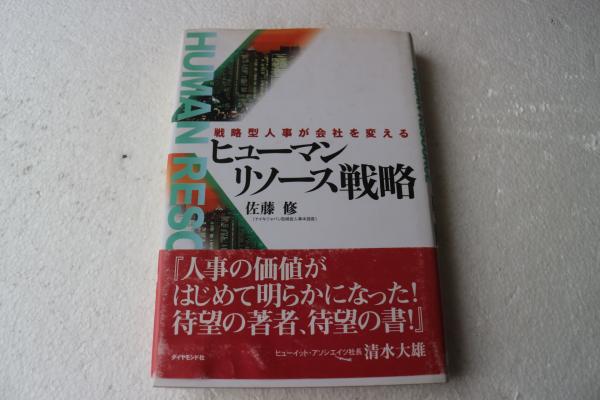 HUMAN RESO
戦略型人事が会社を変える
ヒューマン
リソース戦略
佐藤 修
『人事の価値が
はじめて明らかになった!
待望の著者、待望の書!』
ダイヤモンド社
ヒューイット・アソシエイツ社長 清水大雄